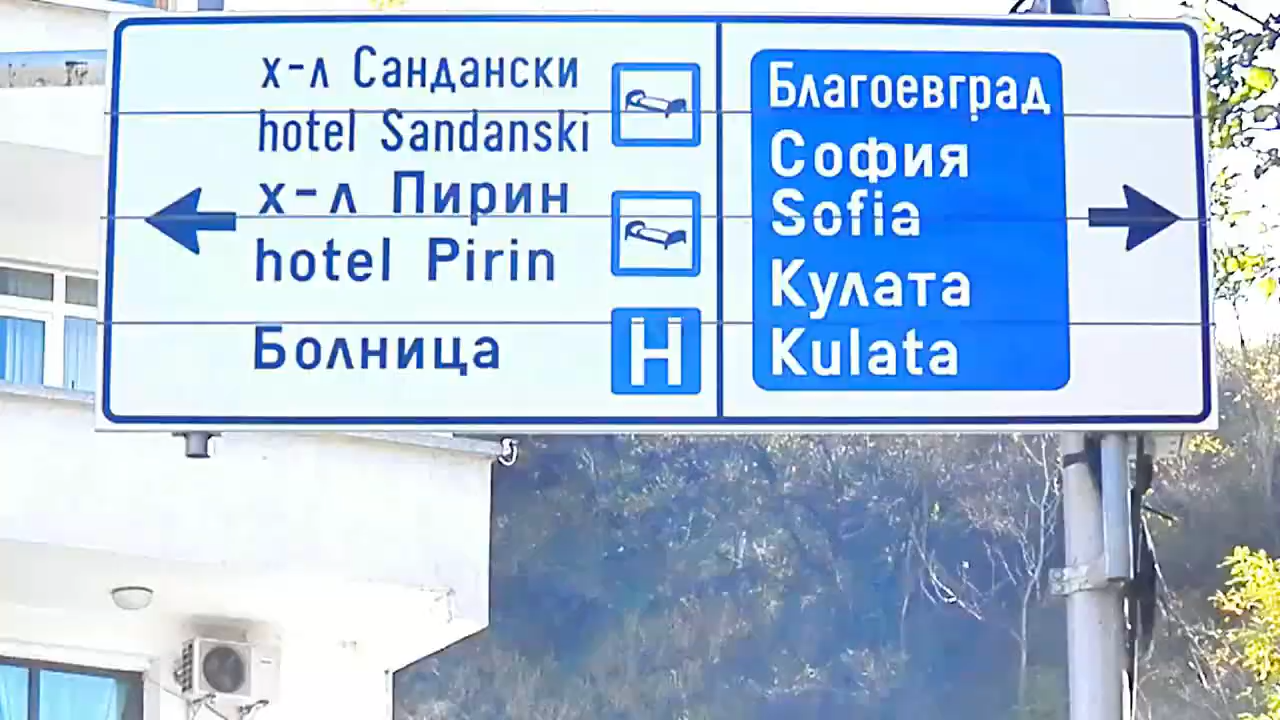 х-л Сандански
hotel Sandanski
х-л Пирин
hotel Pirin
Болница
H
Благоевград
София
Sofia
Кулата
Kulata